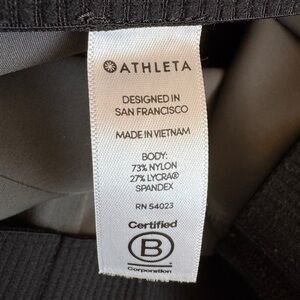 ATHLETA
DESIGNED IN
SAN FRANCISCO
MADE IN VIETNAM
BODY:
73% NYLON
27% LYCRA®
SPANDEX
RN 54023
Certified
B
Corporation